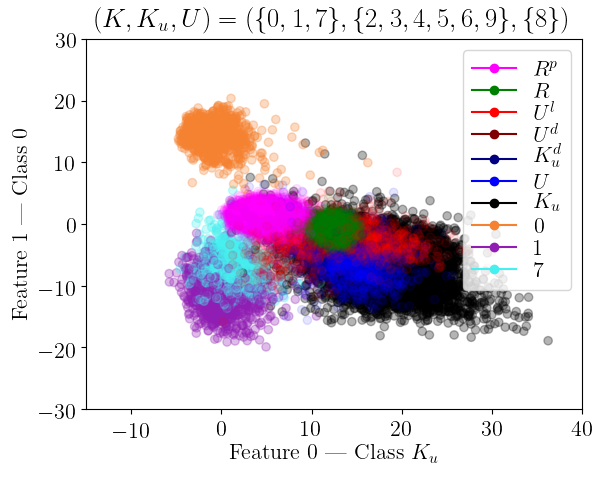 (K, K_u, U) = ({0, 1, 7}, {2, 3, 4, 5, 6, 9}, {8})
30
20
10
0
−10
−20
−30
Feature 1 — Class 0
R^p
R
U^l
U^d
K_u^d
U
K_u
0
1
7
−10
0
10
20
30
40
Feature 0 — Class K_u